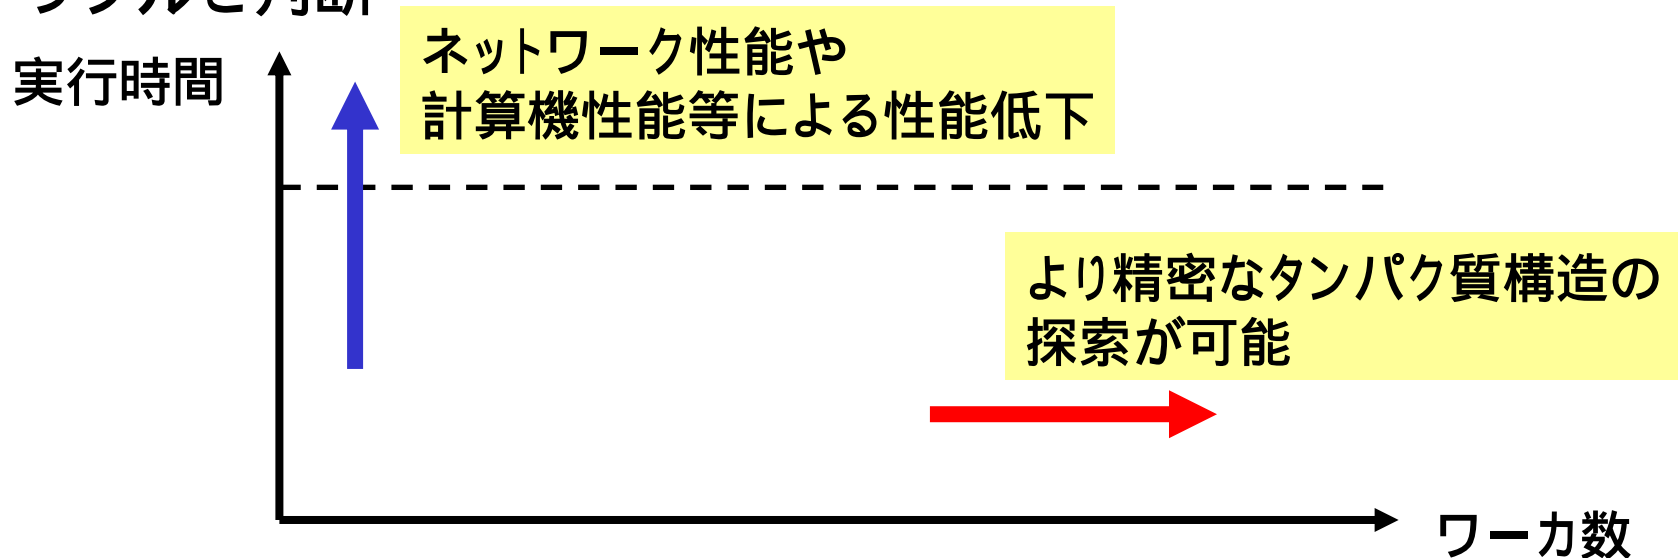 実行時間
ネットワーク性能や
計算機性能等による性能低下
より精密なタンパク質構造の
探索が可能
ワーカ数